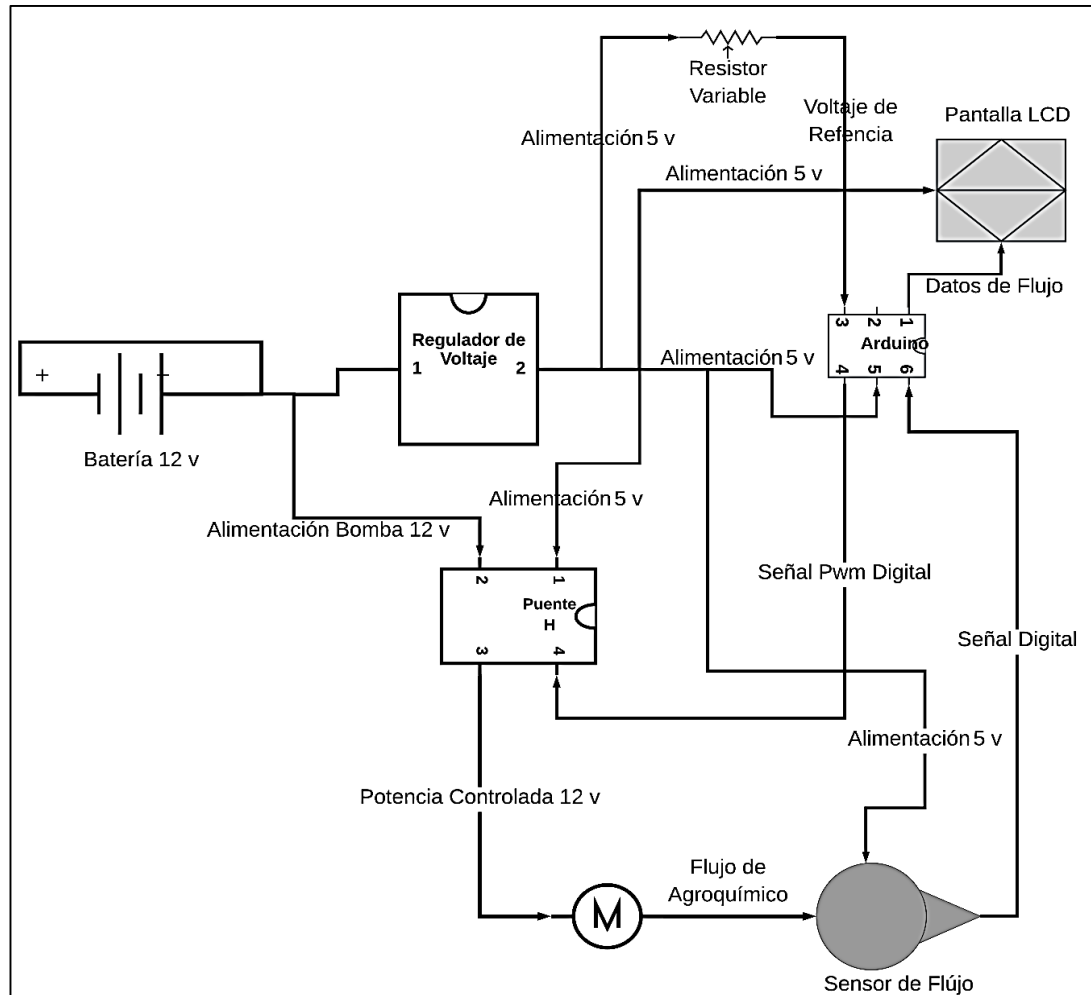 Resistor
Variable
Voltaje de
Refencia
Pantalla LCD
Alimentación 5 v
Alimentación 5 v
Datos de Flujo
3 2 1
Arduino
4 5 6
Regulador de
Voltaje
1 2
Alimentación 5 v
+ -
Batería 12 v
Alimentación 5 v
Alimentación Bomba 12 v
2 1
Puente
H
3 4
Señal Pwm Digital
Señal Digital
Alimentación 5 v
Potencia Controlada 12 v
Flujo de
Agroquímico
M
Sensor de Flújo